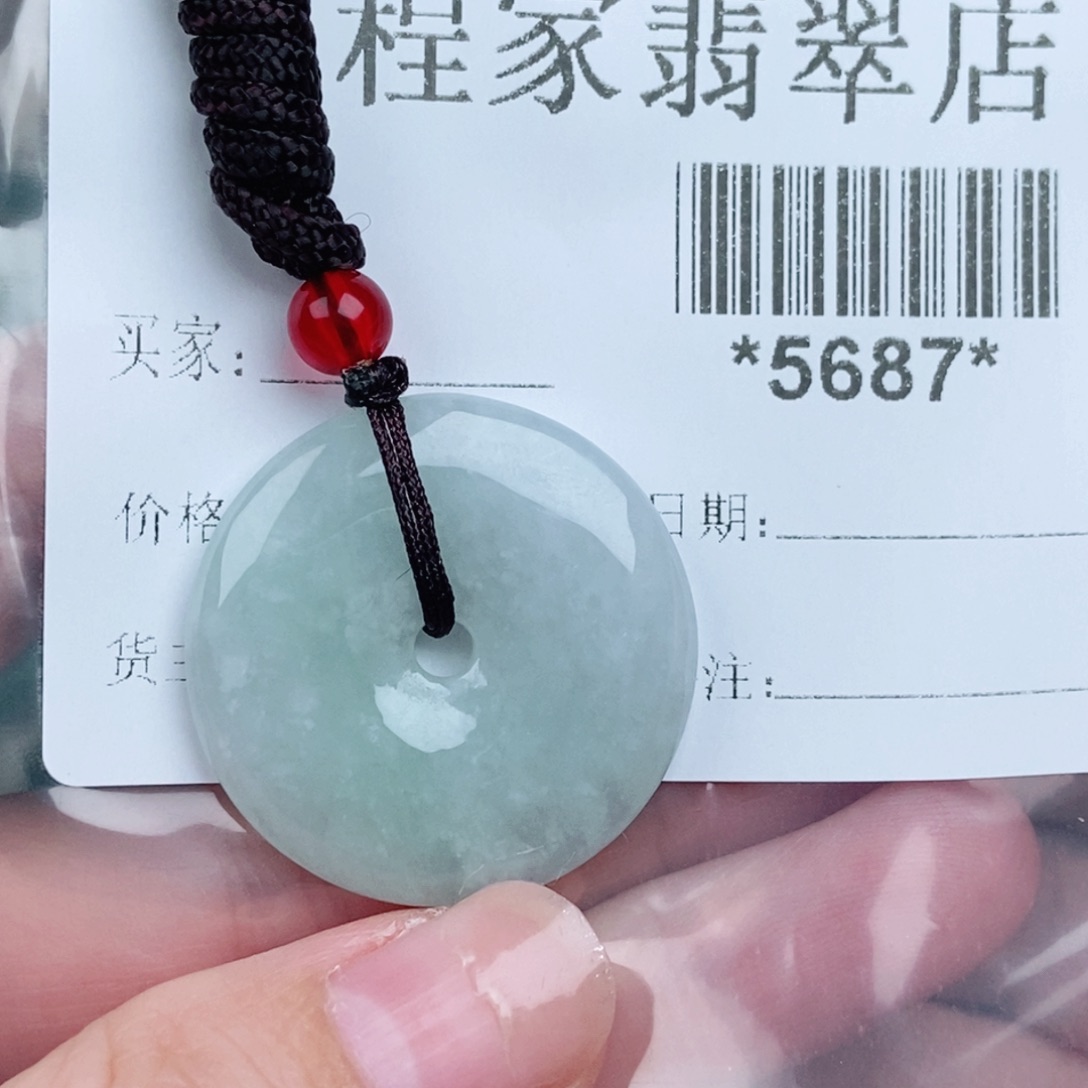 程家翡翠店
*5687*
买家:
价格 日期:
货 注: